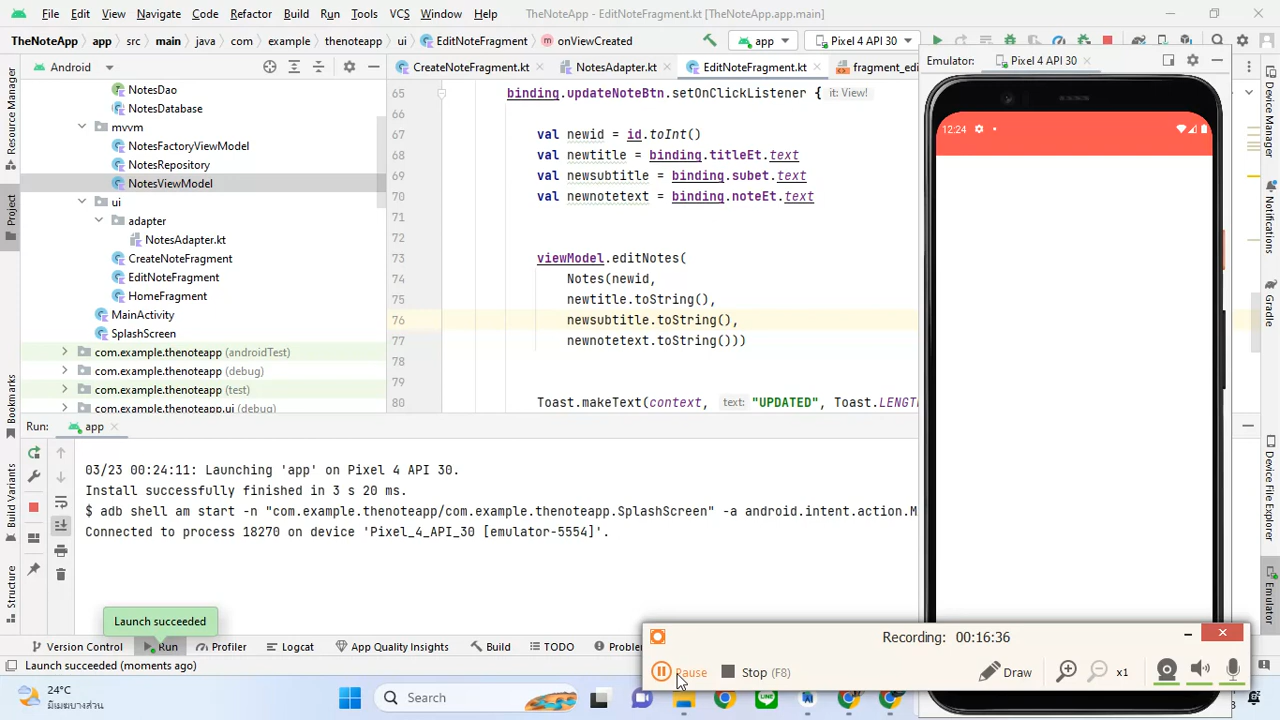 File Edit View Navigate Code Refactor Build Run Tools VCS Window Help TheNoteApp - EditNoteFragment.kt [TheNoteApp.app.main]
TheNoteApp app src main java com example thenoteapp ui EditNoteFragment onViewCreated app Pixel 4 API 30
Emulator: Pixel 4 API 30
Android CreateNoteFragment.kt NotesAdapter.kt EditNoteFragment.kt fragment_edi
NotesDao
NotesDatabase
mvvm
NotesFactoryViewModel
NotesRepository
NotesViewModel
ui
adapter
NotesAdapter.kt
CreateNoteFragment
EditNoteFragment
HomeFragment
MainActivity
SplashScreen
com.example.thenoteapp (androidTest)
com.example.thenoteapp (debug)
com.example.thenoteapp (test)
com.example.thenoteapp.ui (debug)
65 binding.updateNoteBtn.setOnClickListener { it: View!
66
67 val newid = id.toInt()
68 val newtitle = binding.titleEt.text
69 val newsubtitle = binding.subet.text
70 val newnotetext = binding.noteEt.text
71
72
73 viewModel.editNotes(
74 Notes(newid,
75 newtitle.toString(),
76 newsubtitle.toString(),
77 newnotetext.toString()))
78
79
80 Toast.makeText(context, text: "UPDATED", Toast.LENGT
12:24
Resource Manager
Project
Bookmarks
Build Variants
Structure
Device Manager
Notifications
Gradle
Device File Explorer
Emulator
Run: app
03/23 00:24:11: Launching 'app' on Pixel 4 API 30.
Install successfully finished in 3 s 20 ms.
$ adb shell am start -n "com.example.thenoteapp/com.example.thenoteapp.SplashScreen" -a android.intent.action.M
Connected to process 18270 on device 'Pixel_4_API_30 [emulator-5554]'.
Launch succeeded
Version Control Run Profiler Logcat App Quality Insights Build TODO Problem
Launch succeeded (moments ago)
Recording: 00:16:36
Pause Stop (F8) Draw x1
24°C
มีเมฆบางส่วน
Search